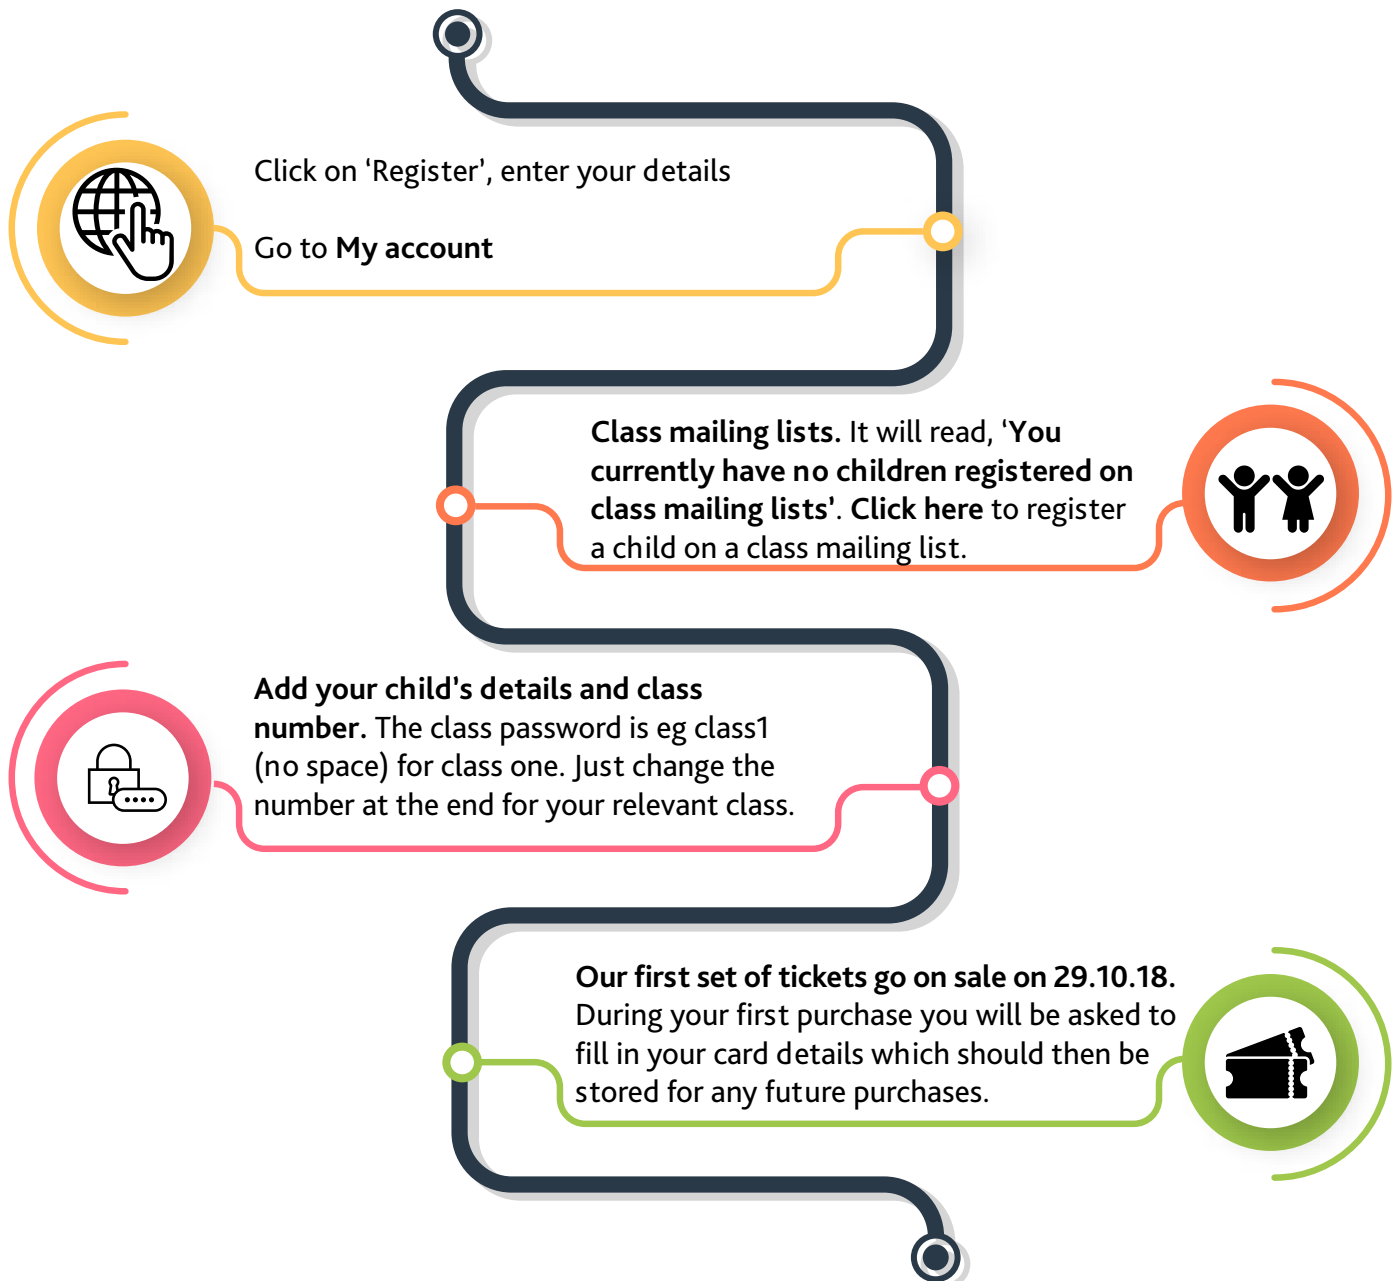 Click on ‘Register’, enter your details
Go to My account
Class mailing lists. It will read, ‘You
currently have no children registered on
class mailing lists’. Click here to register
a child on a class mailing list.
Add your child’s details and class
number. The class password is eg class1
(no space) for class one. Just change the
number at the end for your relevant class.
Our first set of tickets go on sale on 29.10.18.
During your first purchase you will be asked to
fill in your card details which should then be
stored for any future purchases.